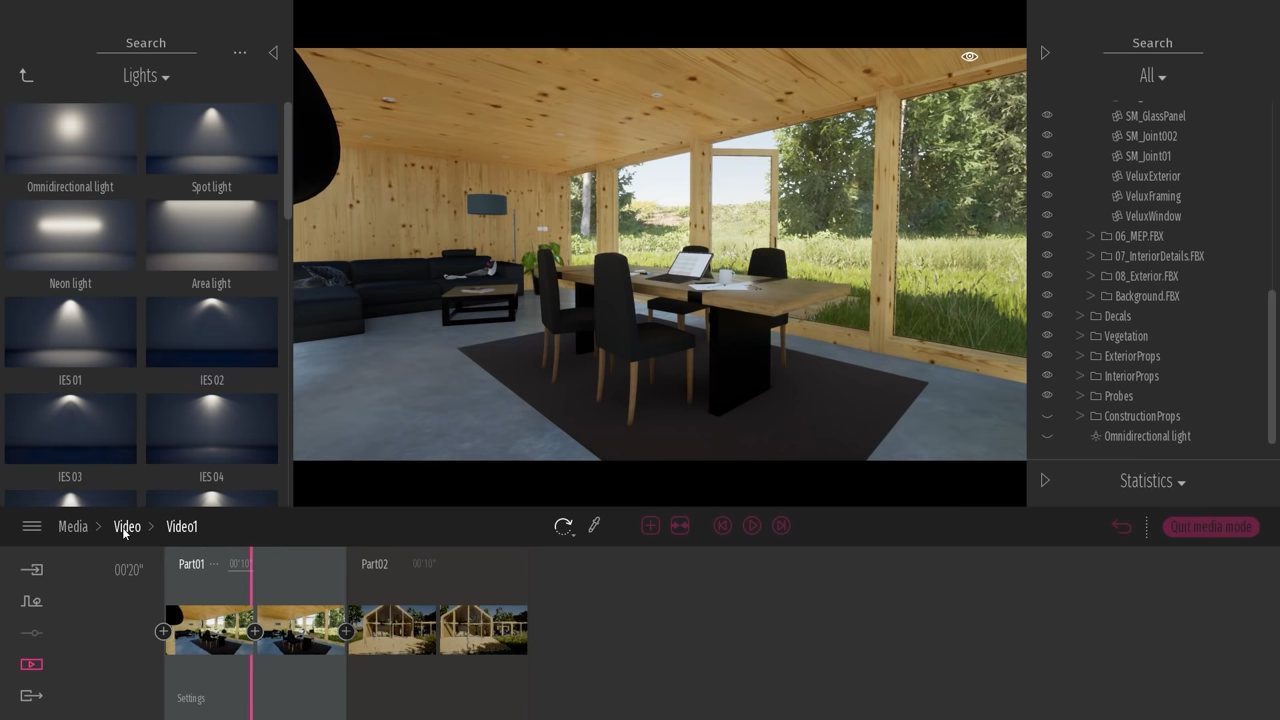 Search
Lights
Omnidirectional light
Spot light
Neon light
Area light
IES 01
IES 02
IES 03
IES 04
Search
All
SM_GlassPanel
SM_Joint002
SM_Joint01
VeluxExterior
VeluxFraming
VeluxWindow
06_MEP.FBX
07_InteriorDetails.FBX
08_Exterior.FBX
Background.FBX
Decals
Vegetation
ExteriorProps
InteriorProps
Probes
ConstructionProps
Omnidirectional light
Statistics
Media > Video > Video1
Quit media mode
00'20"
Part01 ... 00'10"
Part02 00'10"
Settings